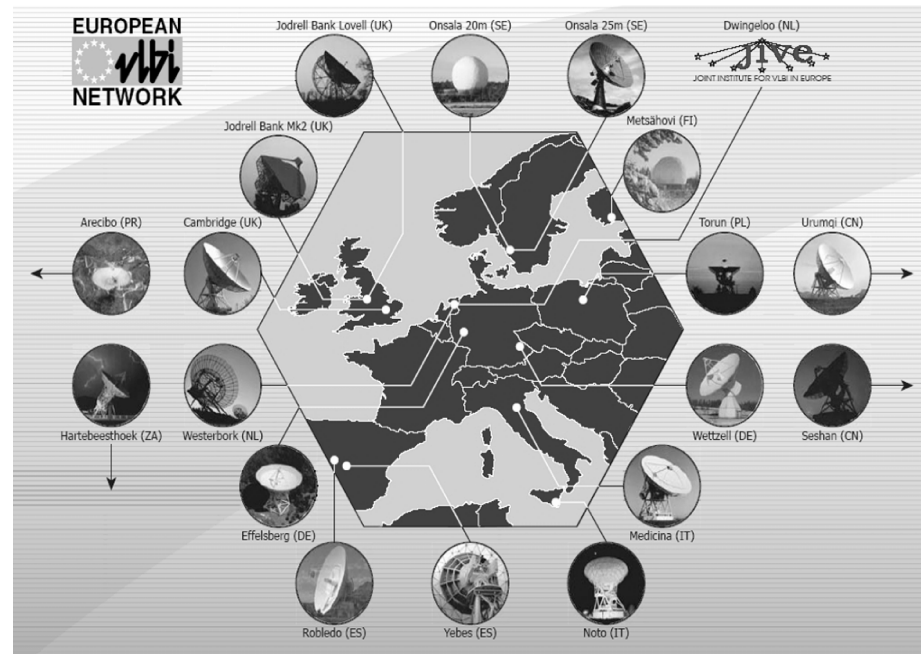 EUROPEAN
vlbi
NETWORK
Jodrell Bank Lovell (UK)
Onsala 20m (SE)
Onsala 25m (SE)
Dwingeloo (NL)
jive
JOINT INSTITUTE FOR VLBI IN EUROPE
Jodrell Bank Mk2 (UK)
Metsähovi (FI)
Arecibo (PR)
Cambridge (UK)
Torun (PL)
Urumqi (CN)
Hartebeesthoek (ZA)
Westerbork (NL)
Wettzell (DE)
Seshan (CN)
Effelsberg (DE)
Medicina (IT)
Robledo (ES)
Yebes (ES)
Noto (IT)